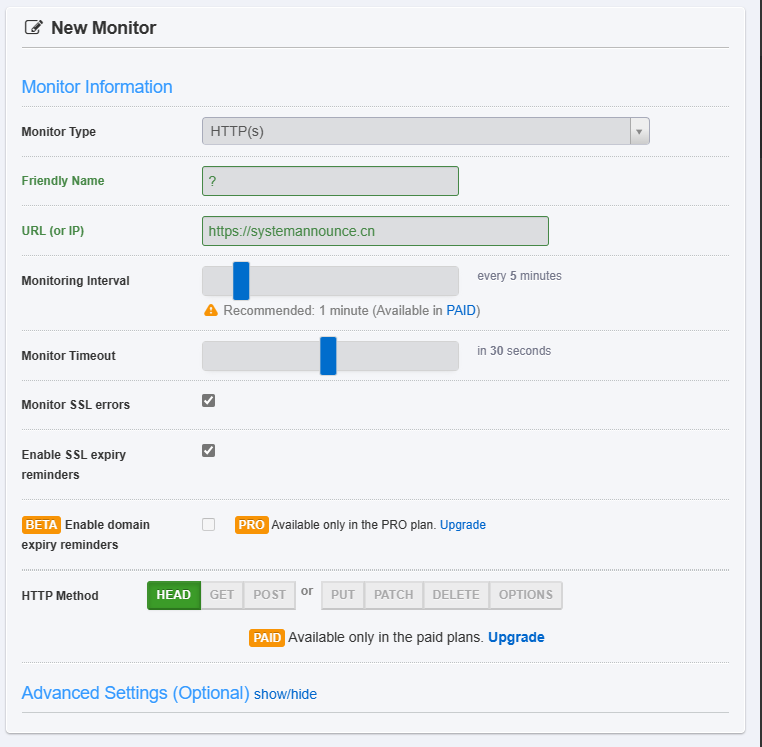 New Monitor
Monitor Information
Monitor Type HTTP(s)
Friendly Name ?
URL (or IP) https://systemannounce.cn
Monitoring Interval every 5 minutes
Recommended: 1 minute (Available in PAID)
Monitor Timeout in 30 seconds
Monitor SSL errors
Enable SSL expiry
reminders
BETA Enable domain PRO Available only in the PRO plan. Upgrade
expiry reminders
HTTP Method HEAD GET POST or PUT PATCH DELETE OPTIONS
PAID Available only in the paid plans. Upgrade
Advanced Settings (Optional) show/hide